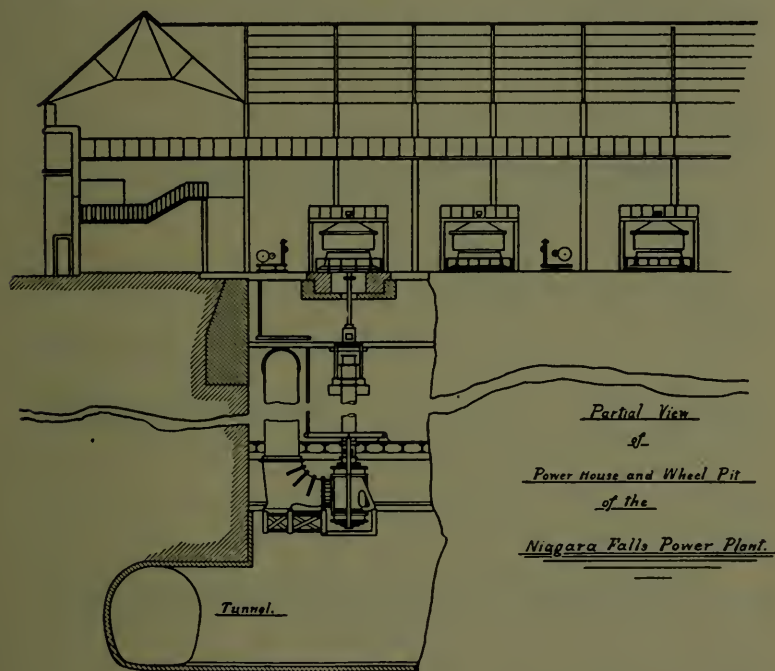 Partial View
of
Power House and Wheel Pit
of the
Niagara Falls Power Plant.
Tunnel.